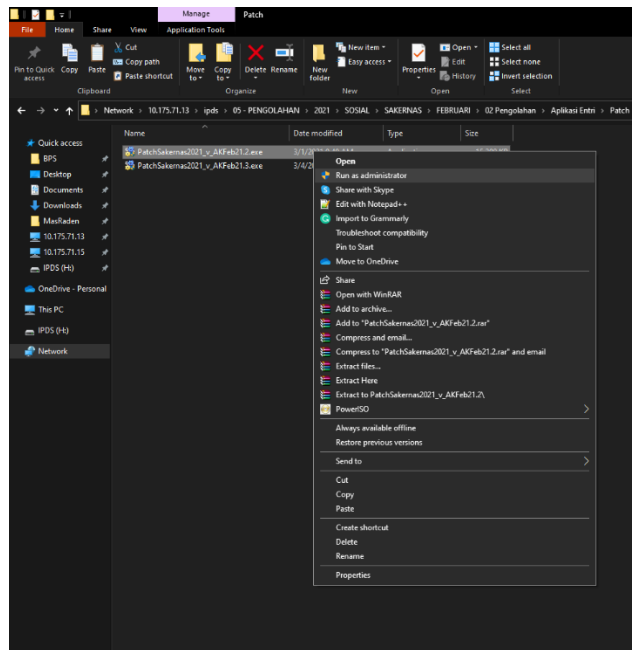 Manage Patch
File Home Share View Application Tools
Pin to Quick access
Copy
Paste
Cut
Copy path
Paste shortcut
Clipboard
Move to
Copy to
Delete
Rename
Organize
New folder
New item
Easy access
New
Properties
Open
Edit
History
Open
Select all
Select none
Invert selection
Select
Network › 10.175.71.13 › ipds › 05 - PENGOLAHAN › 2021 › SOSIAL › SAKERNAS › FEBRUARI › 02 Pengolahan › Aplikasi Entri › Patch
Name Date modified Type Size
PatchSakernas2021_v_AKFeb21.2.exe
PatchSakernas2021_v_AKFeb21.3.exe
Quick access
BPS
Desktop
Documents
Downloads
MasRaden
10.175.71.13
10.175.71.15
IPDS (H:)
OneDrive - Personal
This PC
IPDS (H:)
Network
Open
Run as administrator
Share with Skype
Edit with Notepad++
Import to Grammarly
Troubleshoot compatibility
Pin to Start
Move to OneDrive
Share
Open with WinRAR
Add to archive...
Add to "PatchSakernas2021_v_AKFeb21.2.rar"
Compress and email...
Compress to "PatchSakernas2021_v_AKFeb21.2.rar" and email
Extract files...
Extract Here
Extract to PatchSakernas2021_v_AKFeb21.2\
PowerISO
Always available offline
Restore previous versions
Send to
Cut
Copy
Paste
Create shortcut
Delete
Rename
Properties